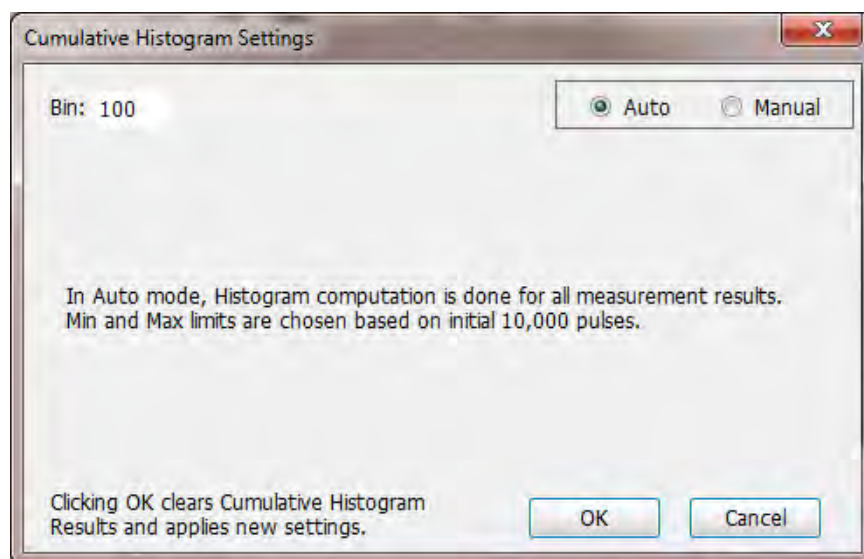 Cumulative Histogram Settings
X
Bin: 100
Auto
Manual
In Auto mode, Histogram computation is done for all measurement results.
Min and Max limits are chosen based on initial 10,000 pulses.
Clicking OK clears Cumulative Histogram
Results and applies new settings.
OK
Cancel